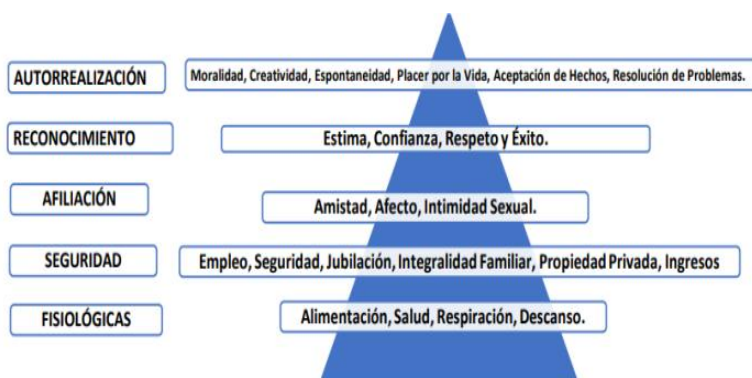 AUTORREALIZACIÓN
Moralidad, Creatividad, Espontaneidad, Placer por la Vida, Aceptación de Hechos, Resolución de Problemas.
RECONOCIMIENTO
Estima, Confianza, Respeto y Éxito.
AFILIACIÓN
Amistad, Afecto, Intimidad Sexual.
SEGURIDAD
Empleo, Seguridad, Jubilación, Integralidad Familiar, Propiedad Privada, Ingresos
FISIOLÓGICAS
Alimentación, Salud, Respiración, Descanso.